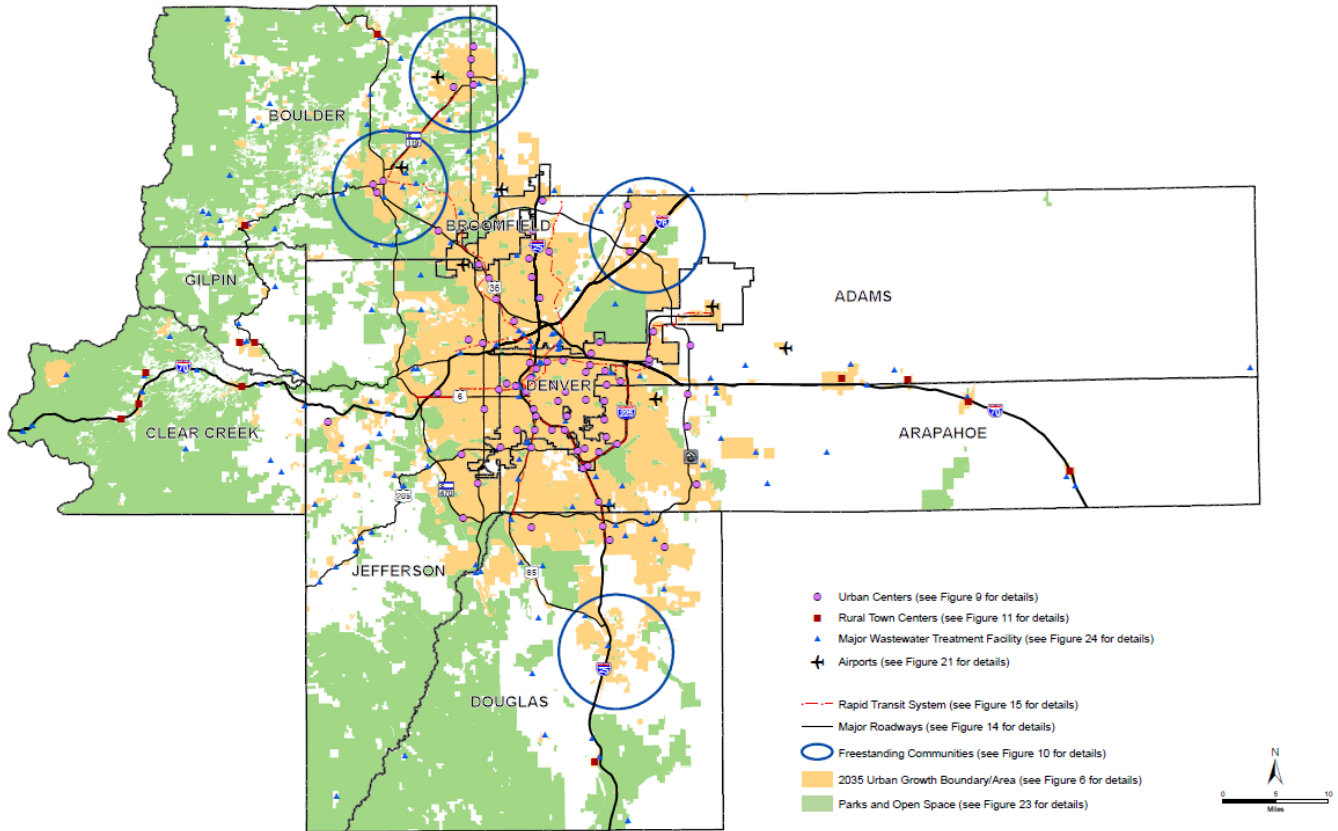 BOULDER
119
BROOMFIELD
76
25
GILPIN
36
ADAMS
70
DENVER
6
225
CLEAR CREEK
ARAPAHOE
70
470
285
JEFFERSON
85
Urban Centers (see Figure 9 for details)
Rural Town Centers (see Figure 11 for details)
Major Wastewater Treatment Facility (see Figure 24 for details)
Airports (see Figure 21 for details)
25
DOUGLAS
Rapid Transit System (see Figure 15 for details)
Major Roadways (see Figure 14 for details)
Freestanding Communities (see Figure 10 for details)
2035 Urban Growth Boundary/Area (see Figure 6 for details)
Parks and Open Space (see Figure 23 for details)
N
0 5 10
Miles